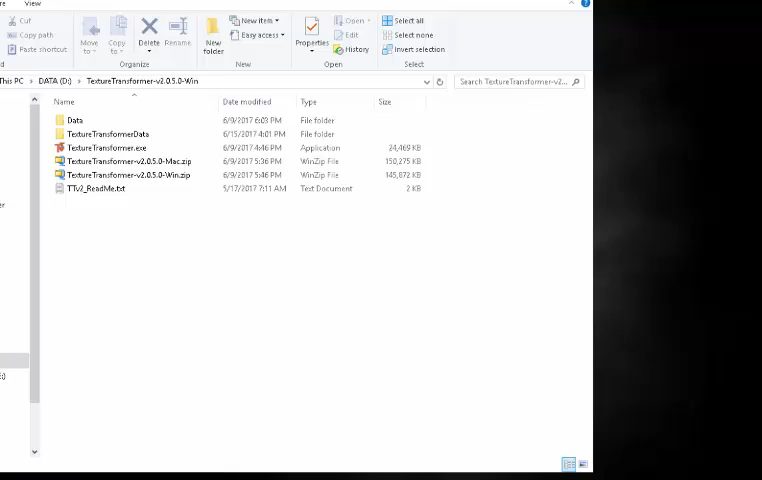 re View
Cut Copy path Paste shortcut
Move to Copy to Delete Rename New folder
New item Easy access
Properties Open Edit History
Select all Select none Invert selection
Organize New Open Select
This PC DATA (D:) TextureTransformer-v2.0.5.0-Win Search TextureTransformer-v2...
Name Date modified Type Size
Data 6/9/2017 6:03 PM File folder
TextureTransformerData 6/15/2017 4:01 PM File folder
TextureTransformer.exe 6/9/2017 4:46 PM Application 24,469 KB
TextureTransformer-v2.0.5.0-Mac.zip 6/9/2017 5:36 PM WinZip File 150,275 KB
TextureTransformer-v2.0.5.0-Win.zip 6/9/2017 5:46 PM WinZip File 145,872 KB
TTv2_ReadMe.txt 5/17/2017 7:11 AM Text Document 2 KB